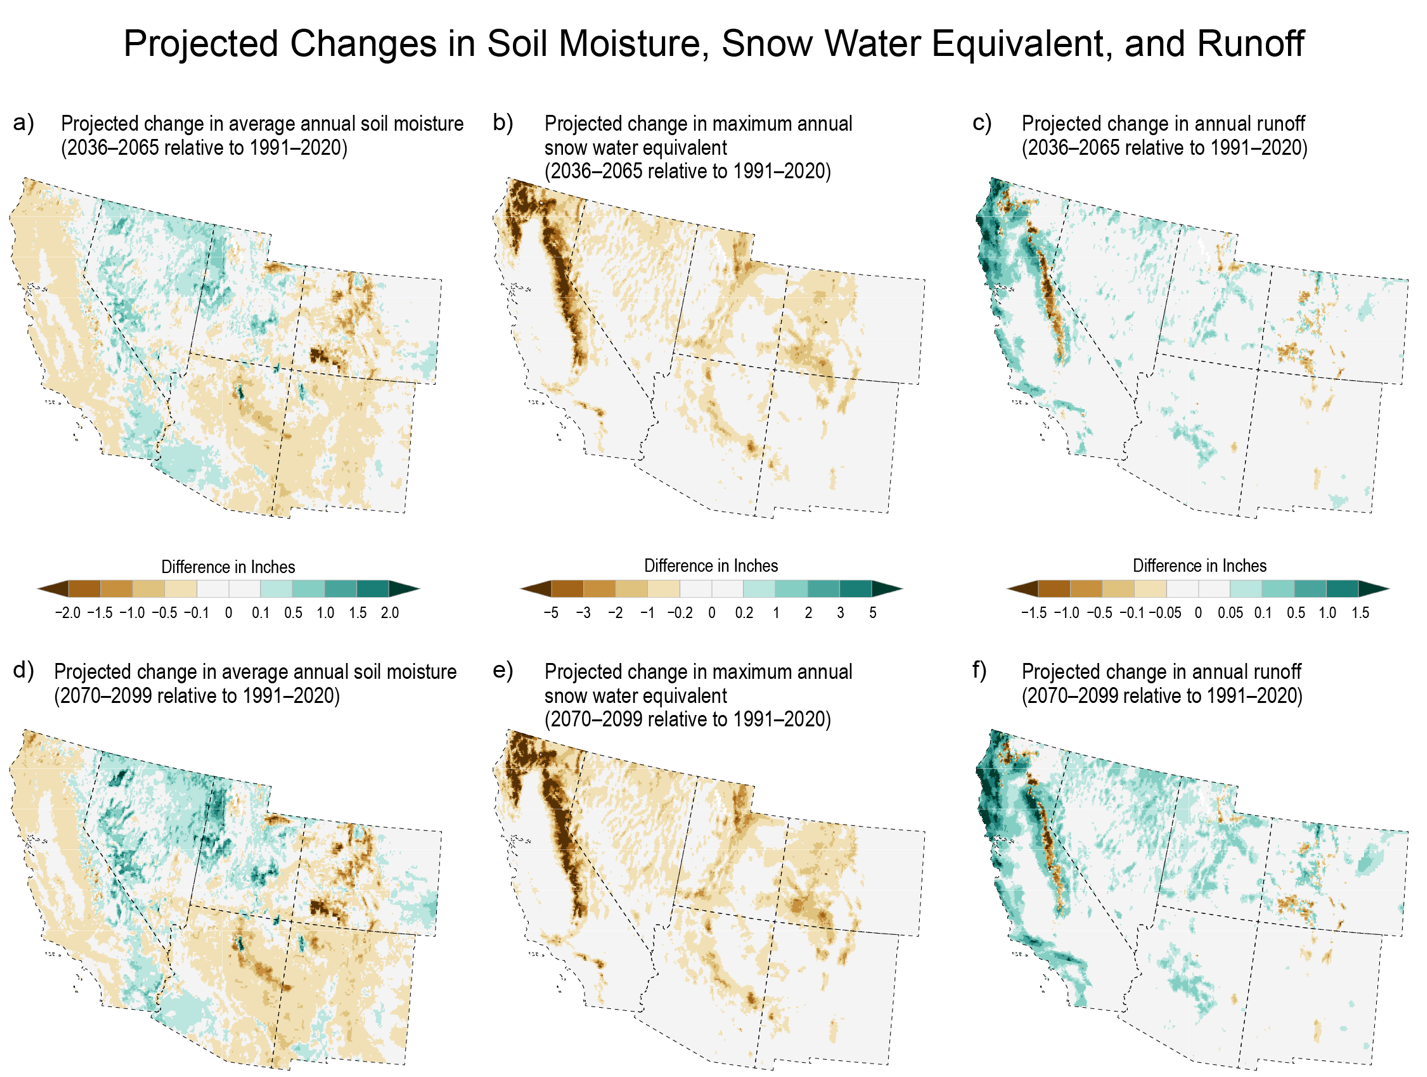 Projected Changes in Soil Moisture, Snow Water Equivalent, and Runoff
a) Projected change in average annual soil moisture
(2036–2065 relative to 1991–2020)
b) Projected change in maximum annual
snow water equivalent
(2036–2065 relative to 1991–2020)
c) Projected change in annual runoff
(2036–2065 relative to 1991–2020)
Difference in Inches
−2.0 −1.5 −1.0 −0.5 −0.1 0 0.1 0.5 1.0 1.5 2.0
Difference in Inches
−5 −3 −2 −1 −0.2 0 0.2 1 2 3 5
Difference in Inches
−1.5 −1.0 −0.5 −0.1 −0.05 0 0.05 0.1 0.5 1.0 1.5
d) Projected change in average annual soil moisture
(2070–2099 relative to 1991–2020)
e) Projected change in maximum annual
snow water equivalent
(2070–2099 relative to 1991–2020)
f) Projected change in annual runoff
(2070–2099 relative to 1991–2020)